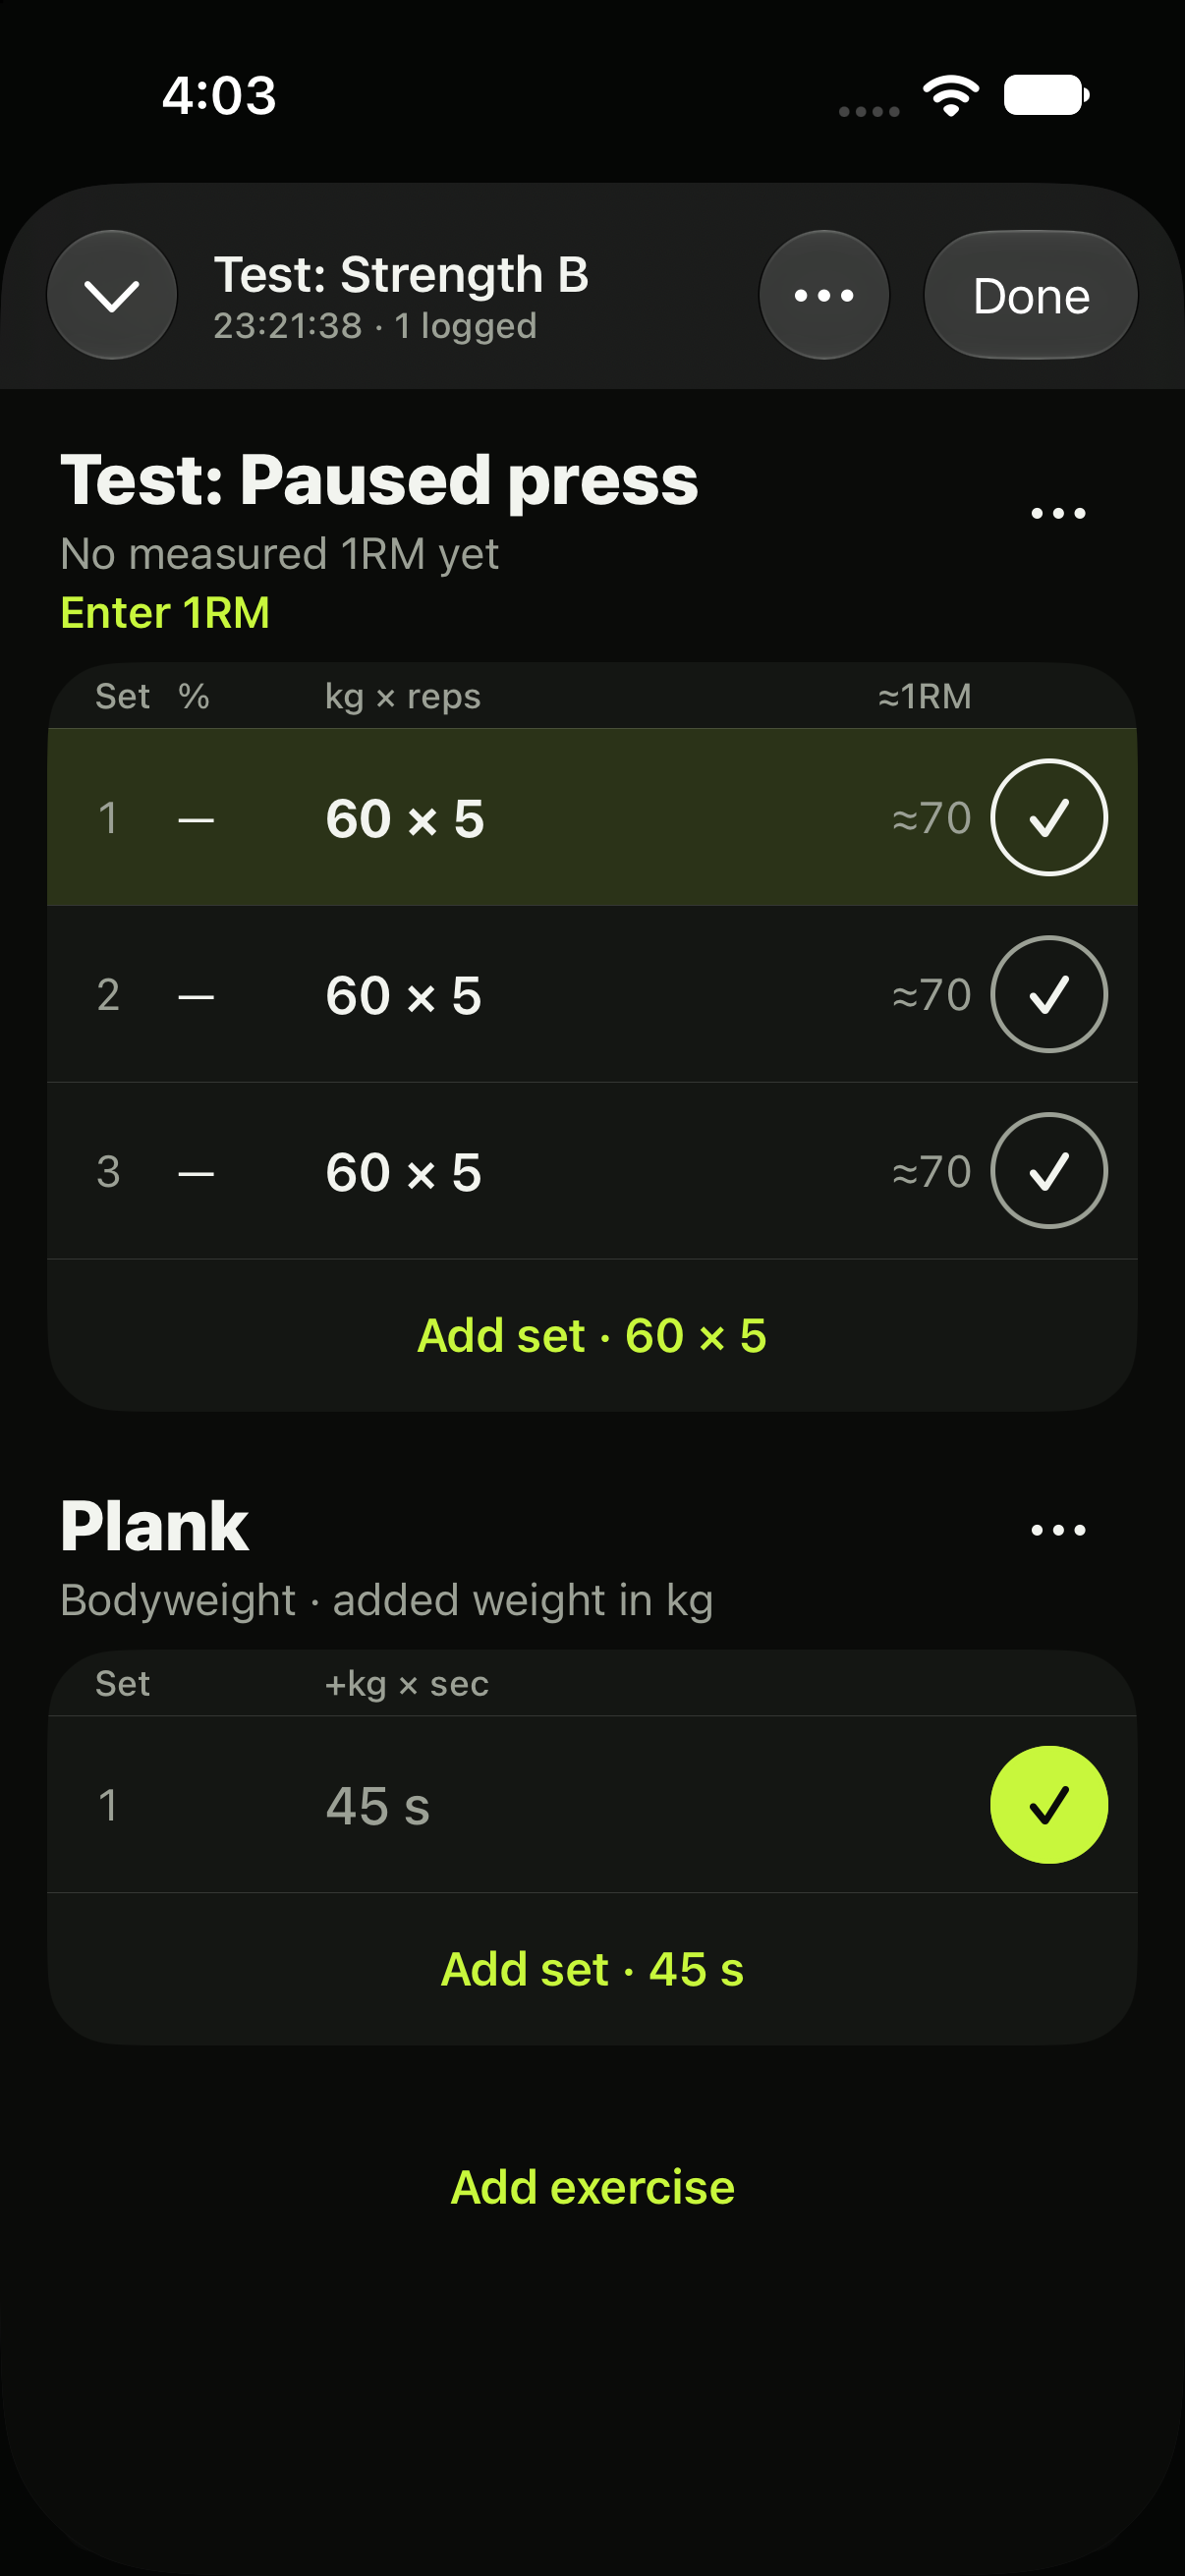 4:03
Test: Strength B
23:21:38 · 1 logged
Done
Test: Paused press
No measured 1RM yet
Enter 1RM
Set % kg × reps ≈1RM
1 — 60 × 5 ≈70
2 — 60 × 5 ≈70
3 — 60 × 5 ≈70
Add set · 60 × 5
Plank
Bodyweight · added weight in kg
Set +kg × sec
1 45 s
Add set · 45 s
Add exercise